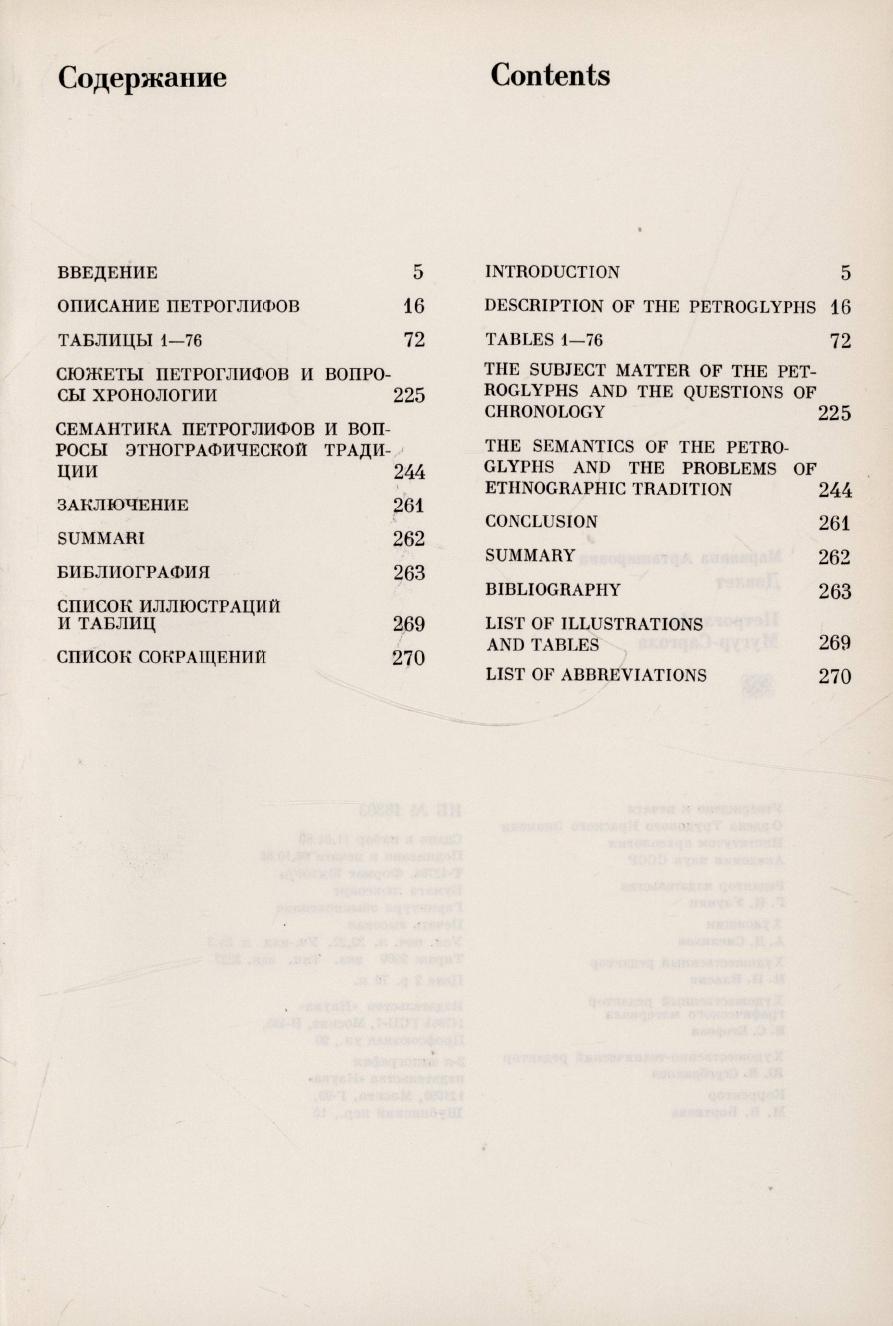 Содержание
ВВЕДЕНИЕ 5
ОПИСАНИЕ ПЕТРОГЛИФОВ 16
ТАБЛИЦЫ 1—76 72
СЮЖЕТЫ ПЕТРОГЛИФОВ И ВОПРО-
СЫ ХРОНОЛОГИИ 225
СЕМАНТИКА ПЕТРОГЛИФОВ И ВОП-
РОСЫ ЭТНОГРАФИЧЕСКОЙ ТРАДИ-
ЦИИ 244
ЗАКЛЮЧЕНИЕ 261
SUMMARI 262
БИБЛИОГРАФИЯ 263
СПИСОК ИЛЛЮСТРАЦИЙ
И ТАБЛИЦ 269
СПИСОК СОКРАЩЕНИЙ 270
Contents
INTRODUCTION 5
DESCRIPTION OF THE PETROGLYPHS 16
TABLES 1—76 72
THE SUBJECT MATTER OF THE PET-
ROGLYPHS AND THE QUESTIONS OF
CHRONOLOGY 225
THE SEMANTICS OF THE PETRO-
GLYPHS AND THE PROBLEMS OF
ETHNOGRAPHIC TRADITION 244
CONCLUSION 261
SUMMARY 262
BIBLIOGRAPHY 263
LIST OF ILLUSTRATIONS
AND TABLES 269
LIST OF ABBREVIATIONS 270